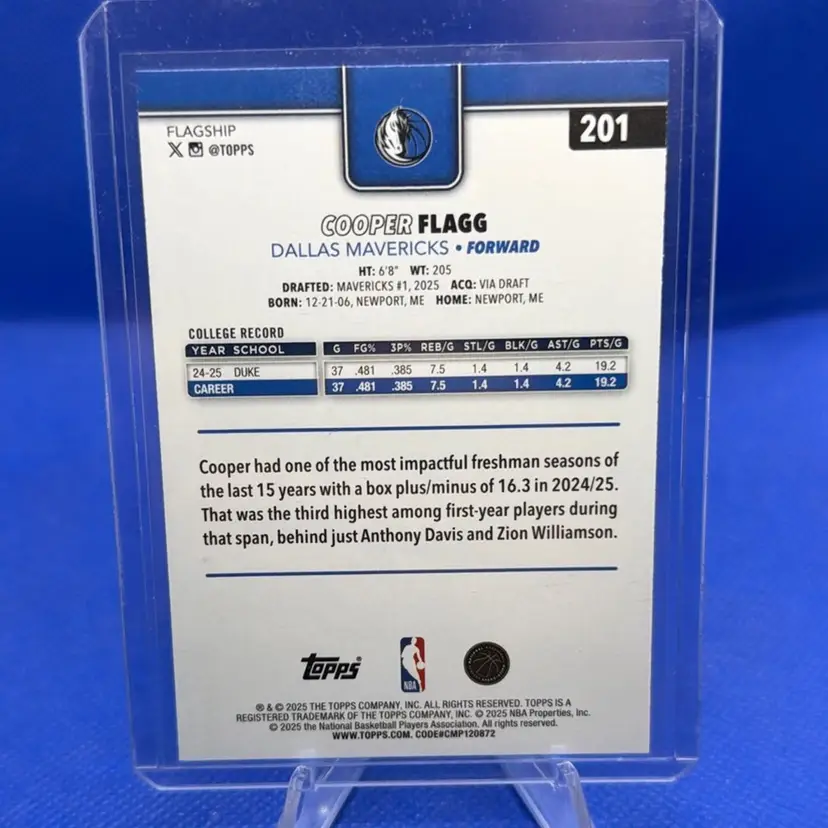 201
FLAGSHIP
X @TOPPS
COOPER FLAGG
DALLAS MAVERICKS • FORWARD
HT: 6'8" WT: 205
DRAFTED: MAVERICKS #1, 2025 ACQ: VIA DRAFT
BORN: 12-21-06, NEWPORT, ME HOME: NEWPORT, ME
COLLEGE RECORD
YEAR SCHOOL G FG% 3P% REB/G STL/G BLK/G AST/G PTS/G
24-25 DUKE 37 .481 .385 7.5 1.4 1.4 4.2 19.2
CAREER 37 .481 .385 7.5 1.4 1.4 4.2 19.2
Cooper had one of the most impactful freshman seasons of
the last 15 years with a box plus/minus of 16.3 in 2024/25.
That was the third highest among first-year players during
that span, behind just Anthony Davis and Zion Williamson.
topps®
NBA
® & © 2025 THE TOPPS COMPANY, INC. ALL RIGHTS RESERVED. TOPPS IS A
REGISTERED TRADEMARK OF THE TOPPS COMPANY, INC. © 2025 NBA Properties, Inc.
© 2025 the National Basketball Players Association. All rights reserved.
WWW.TOPPS.COM. CODE#CMP120872